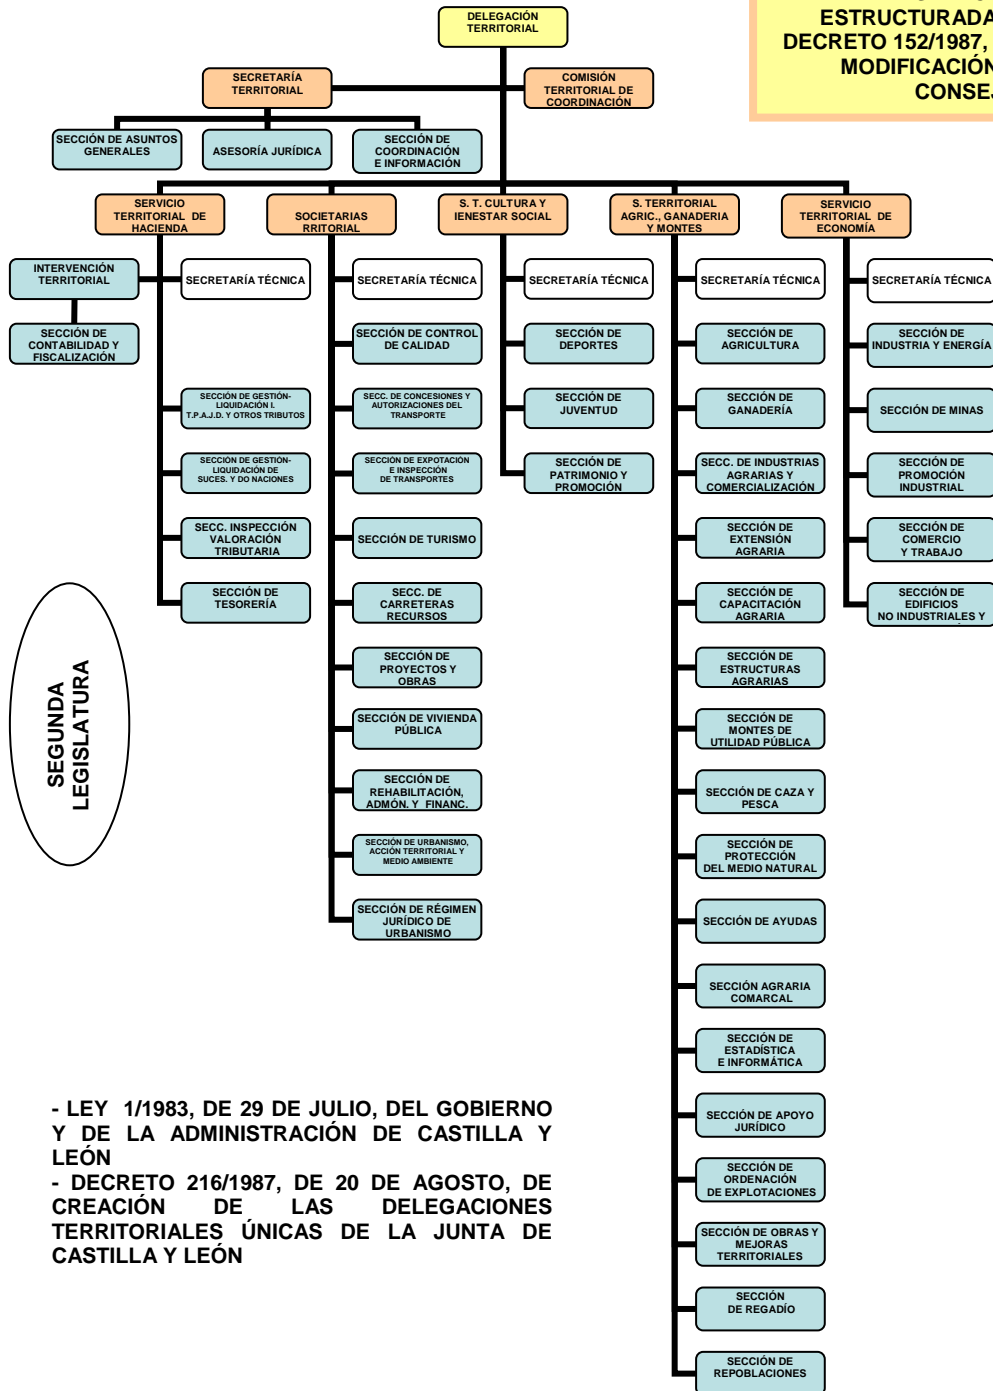 DELEGACIÓN
TERRITORIAL
ESTRUCTURADA
DECRETO 152/1987,
MODIFICACIÓN
CONSEJ
SECRETARÍA
TERRITORIAL
COMISIÓN
TERRITORIAL DE
COORDINACIÓN
SECCIÓN DE ASUNTOS
GENERALES
ASESORÍA JURÍDICA
SECCIÓN DE
COORDINACIÓN
E INFORMACIÓN
SERVICIO
TERRITORIAL DE
HACIENDA
SOCIETARIAS
RRITORIAL
S. T. CULTURA Y
IENESTAR SOCIAL
S. TERRITORIAL
AGRIC., GANADERIA
Y MONTES
SERVICIO
TERRITORIAL DE
ECONOMÍA
INTERVENCIÓN
TERRITORIAL
SECRETARÍA TÉCNICA
SECRETARÍA TÉCNICA
SECRETARÍA TÉCNICA
SECRETARÍA TÉCNICA
SECRETARÍA TÉCNICA
SECCIÓN DE
CONTABILIDAD Y
FISCALIZACIÓN
SECCIÓN DE CONTROL
DE CALIDAD
SECCIÓN DE
DEPORTES
SECCIÓN DE
AGRICULTURA
SECCIÓN DE
INDUSTRIA Y ENERGÍA
SECCIÓN DE GESTIÓN-
LIQUIDACIÓN I.
T.P.A.J.D. Y OTROS TRIBUTOS
SECC. DE CONCESIONES Y
AUTORIZACIONES DEL
TRANSPORTE
SECCIÓN DE
JUVENTUD
SECCIÓN DE
GANADERÍA
SECCIÓN DE MINAS
SECCIÓN DE GESTIÓN-
LIQUIDACIÓN DE
SUCES. Y DO NACIONES
SECCIÓN DE EXPOTACIÓN
E INSPECCIÓN
DE TRANSPORTES
SECCIÓN DE
PATRIMONIO Y
PROMOCIÓN
SECC. DE INDUSTRIAS
AGRARIAS Y
COMERCIALIZACIÓN
SECCIÓN DE
PROMOCIÓN
INDUSTRIAL
SECC. INSPECCIÓN
VALORACIÓN
TRIBUTARIA
SECCIÓN DE TURISMO
SECCIÓN DE
EXTENSIÓN
AGRARIA
SECCIÓN DE
COMERCIO
Y TRABAJO
SECCIÓN DE
TESORERÍA
SECC. DE
CARRETERAS
RECURSOS
SECCIÓN DE
CAPACITACIÓN
AGRARIA
SECCIÓN DE
EDIFICIOS
NO INDUSTRIALES Y
SEGUNDA
LEGISLATURA
SECCIÓN DE
PROYECTOS Y
OBRAS
SECCIÓN DE
ESTRUCTURAS
AGRARIAS
SECCIÓN DE VIVIENDA
PÚBLICA
SECCIÓN DE
MONTES DE
UTILIDAD PÚBLICA
SECCIÓN DE
REHABILITACIÓN,
ADMÓN. Y FINANC.
SECCIÓN DE CAZA Y
PESCA
SECCIÓN DE URBANISMO,
ACCIÓN TERRITORIAL Y
MEDIO AMBIENTE
SECCIÓN DE
PROTECCIÓN
DEL MEDIO NATURAL
SECCIÓN DE RÉGIMEN
JURÍDICO DE
URBANISMO
SECCIÓN DE AYUDAS
SECCIÓN AGRARIA
COMARCAL
SECCIÓN DE
ESTADÍSTICA
E INFORMÁTICA
SECCIÓN DE APOYO
JURÍDICO
SECCIÓN DE
ORDENACIÓN
DE EXPLOTACIONES
SECCIÓN DE OBRAS Y
MEJORAS
TERRITORIALES
SECCIÓN
DE REGADÍO
SECCIÓN DE
REPOBLACIONES
- LEY 1/1983, DE 29 DE JULIO, DEL GOBIERNO
Y DE LA ADMINISTRACIÓN DE CASTILLA Y
LEÓN
- DECRETO 216/1987, DE 20 DE AGOSTO, DE
CREACIÓN DE LAS DELEGACIONES
TERRITORIALES ÚNICAS DE LA JUNTA DE
CASTILLA Y LEÓN